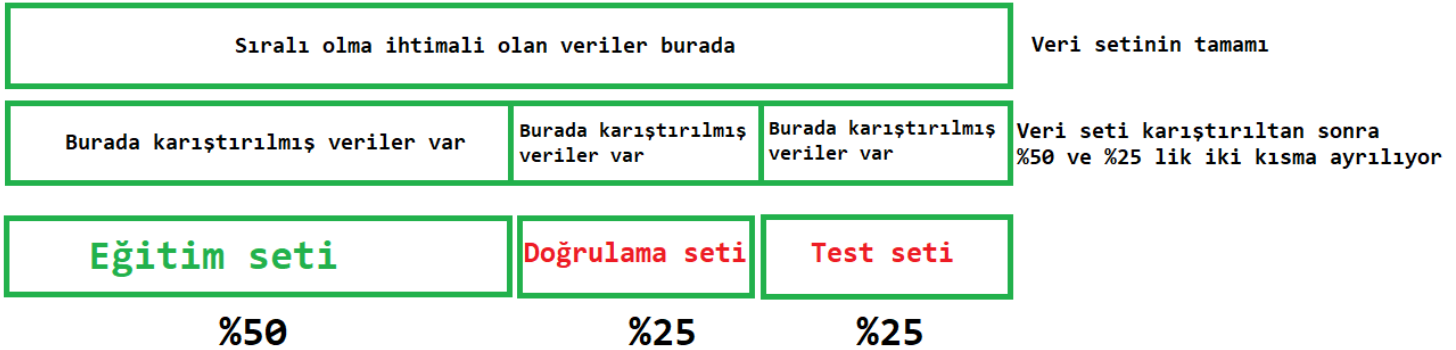 Sıralı olma ihtimali olan veriler burada
Veri setinin tamamı
Burada karıştırılmış veriler var
Burada karıştırılmış
veriler var
Burada karıştırılmış
veriler var
Veri seti karıştırıltan sonra
%50 ve %25 lik iki kısma ayrılıyor
Eğitim seti
Doğrulama seti
Test seti
%50
%25
%25